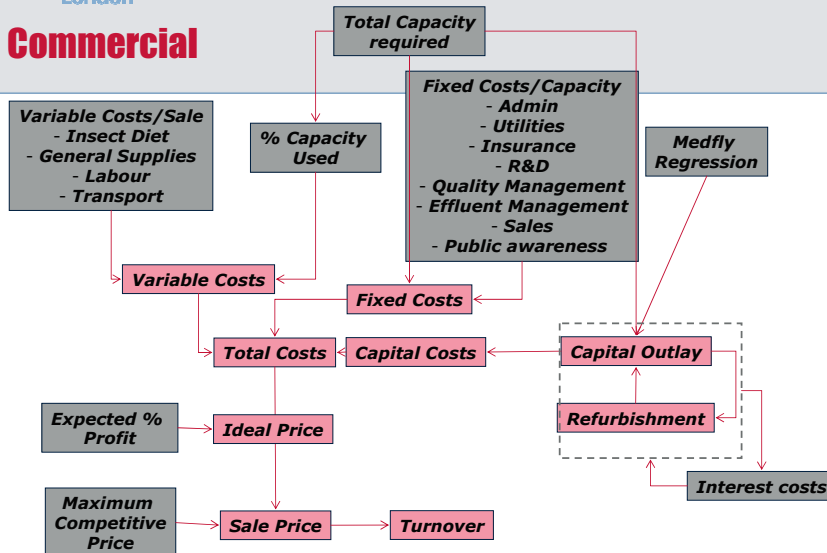 London
Commercial
Total Capacity
required
Variable Costs/Sale
- Insect Diet
- General Supplies
- Labour
- Transport
% Capacity
Used
Fixed Costs/Capacity
- Admin
- Utilities
- Insurance
- R&D
- Quality Management
- Effluent Management
- Sales
- Public awareness
Medfly
Regression
Variable Costs
Fixed Costs
Total Costs
Capital Costs
Capital Outlay
Expected %
Profit
Ideal Price
Refurbishment
Interest costs
Maximum
Competitive
Price
Sale Price
Turnover